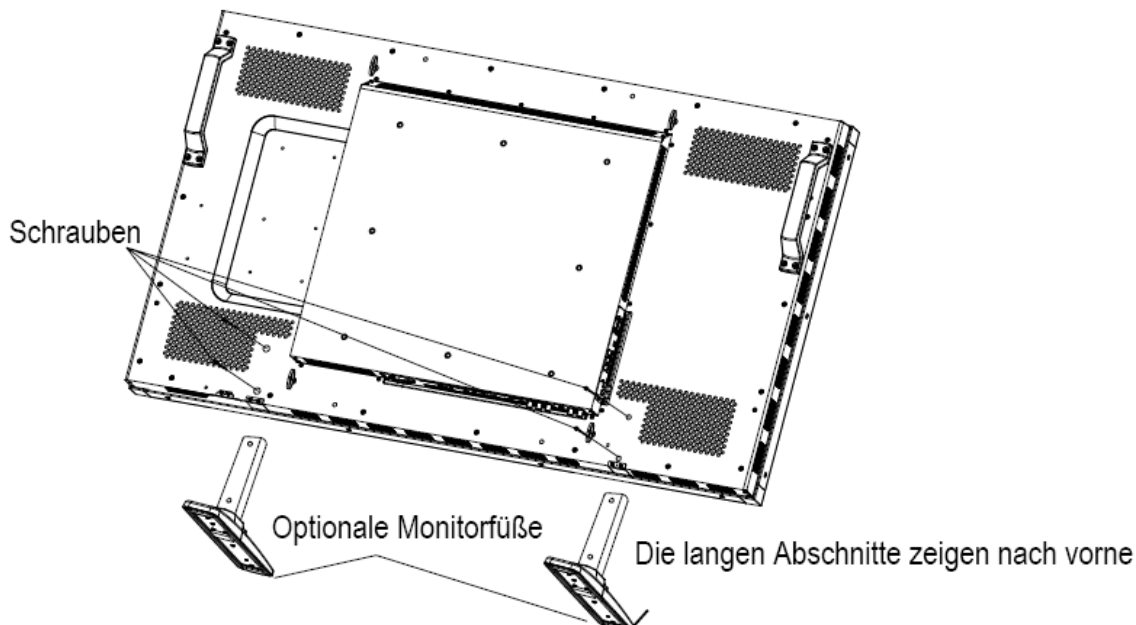 Schrauben
Optionale Monitorfüße
Die langen Abschnitte zeigen nach vorne